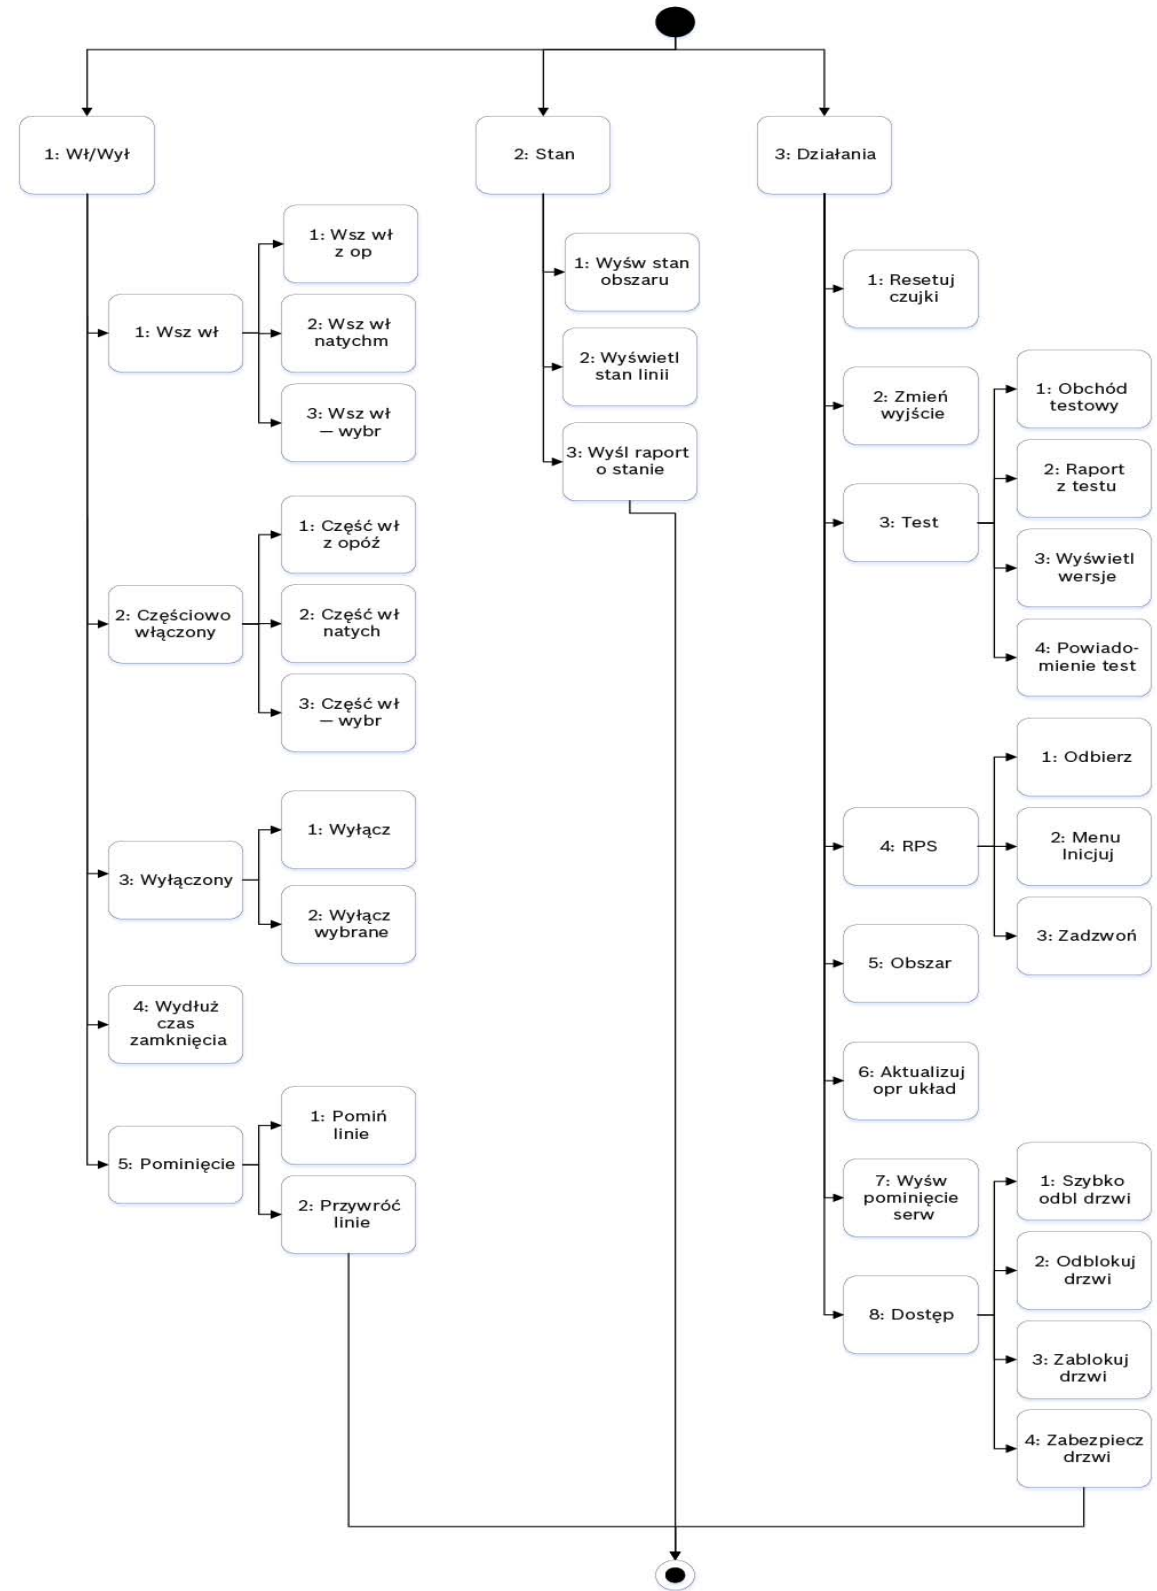 1: Wł/Wył
2: Stan
3: Działania
1: Wsz wł
1: Wsz wł
z op
2: Wsz wł
natychm
3: Wsz wł
— wybr
2: Częściowo
włączony
1: Część wł
z opóź
2: Część wł
natych
3: Część wł
— wybr
3: Wyłączony
1: Wyłącz
2: Wyłącz
wybrane
4: Wydłuż
czas
zamknięcia
5: Pominięcie
1: Pomiń
linie
2: Przywróć
linie
1: Wyśw stan
obszaru
2: Wyświetl
stan linii
3: Wyśl raport
o stanie
1: Resetuj
czujki
2: Zmień
wyjście
3: Test
1: Obchód
testowy
2: Raport
z testu
3: Wyświetl
wersje
4: Powiado-
mienie test
4: RPS
1: Odbierz
2: Menu
Inicjuj
3: Zadzwoń
5: Obszar
6: Aktualizuj
opr układ
7: Wyśw
pominięcie
serw
8: Dostęp
1: Szybko
odbl drzwi
2: Odblokuj
drzwi
3: Zablokuj
drzwi
4: Zabezpiecz
drzwi